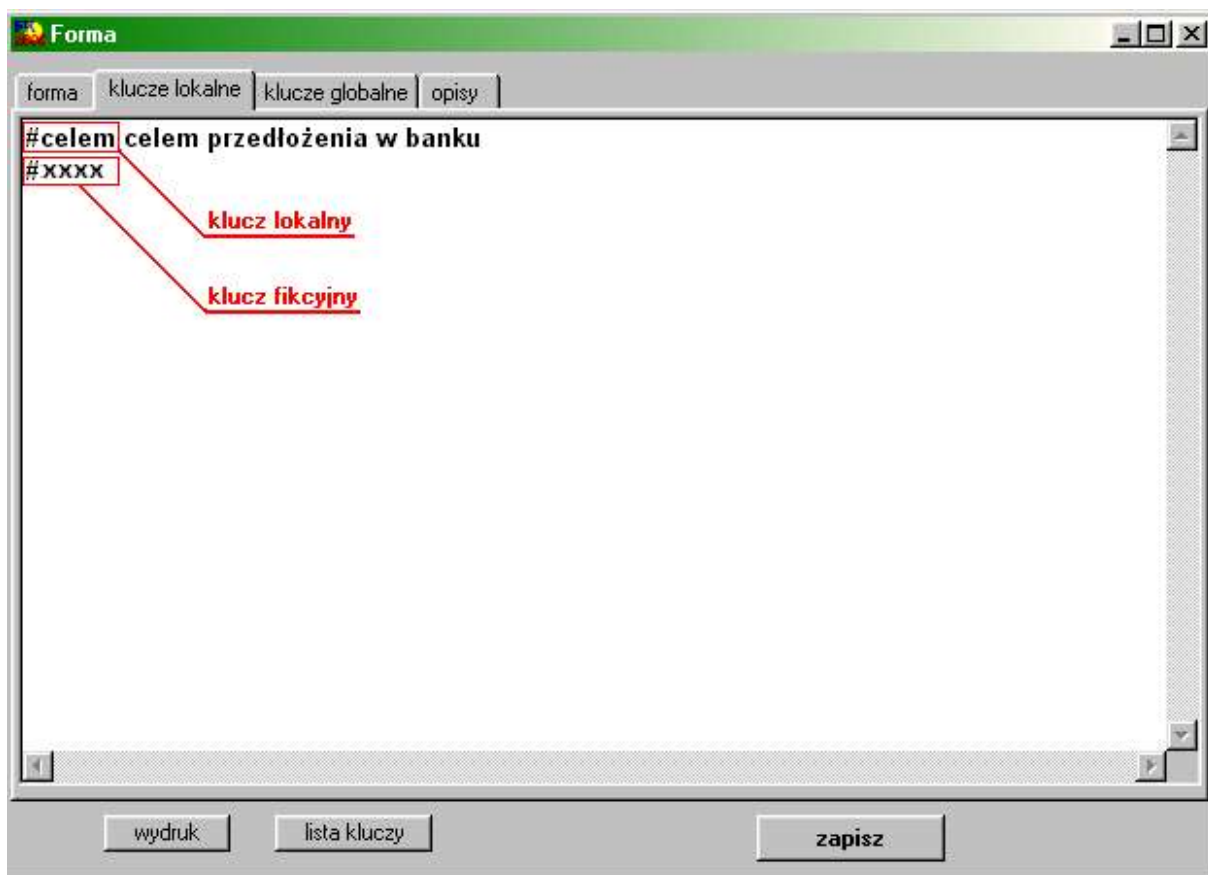 Forma
forma klucze lokalne klucze globalne opisy
#celem celem przedłożenia w banku
#xxxx
klucz lokalny
klucz fikcyjny
wydruk lista kluczy zapisz